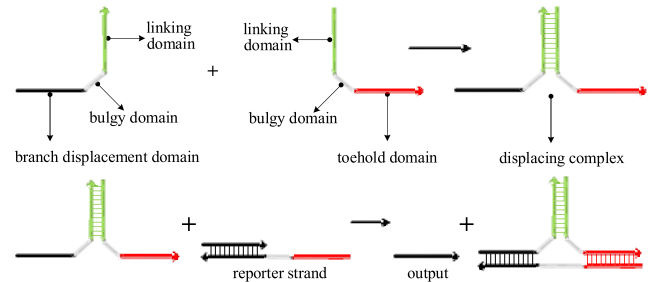 linking
domain
linking
domain
+
bulgy domain
bulgy domain
branch displacement domain
toehold domain
displacing complex
+
+
reporter strand
output